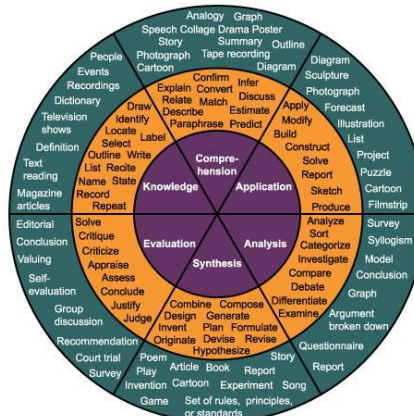 Analogy Graph
Speech Collage Drama Poster
Story Summary Outline
Photograph Tape recording
Cartoon Diagram
People
Events
Recordings
Dictionary
Television
shows
Definition
Text
reading
Magazine
articles
Diagram
Sculpture
Photograph
Forecast
Illustration
List
Project
Puzzle
Cartoon
Filmstrip
Confirm
Explain Convert Infer
Relate Match Discuss
Describe Estimate
Paraphrase Predict
Draw
Identify
Locate
Select Label
Outline Write
List Recite
Name State
Record
Repeat
Apply
Modify
Build
Construct
Solve
Report
Sketch
Produce
Compre-
hension
Knowledge
Application
Evaluation
Analysis
Synthesis
Solve
Critique
Criticize
Appraise
Assess
Conclude
Justify
Judge
Analyze
Sort
Categorize
Investigate
Compare
Debate
Differentiate
Examine
Combine Compose
Design Generate
Invent Plan Formulate
Originate Devise Revise
Hypothesize
Editorial
Conclusion
Valuing
Self-
evaluation
Group
discussion
Recommendation
Court trial
Survey
Survey
Syllogism
Model
Conclusion
Graph
Argument
broken down
Questionnaire
Report
Poem Story
Play Article Book Report
Invention Cartoon Experiment Song
Game Set of rules, principles,
or standards